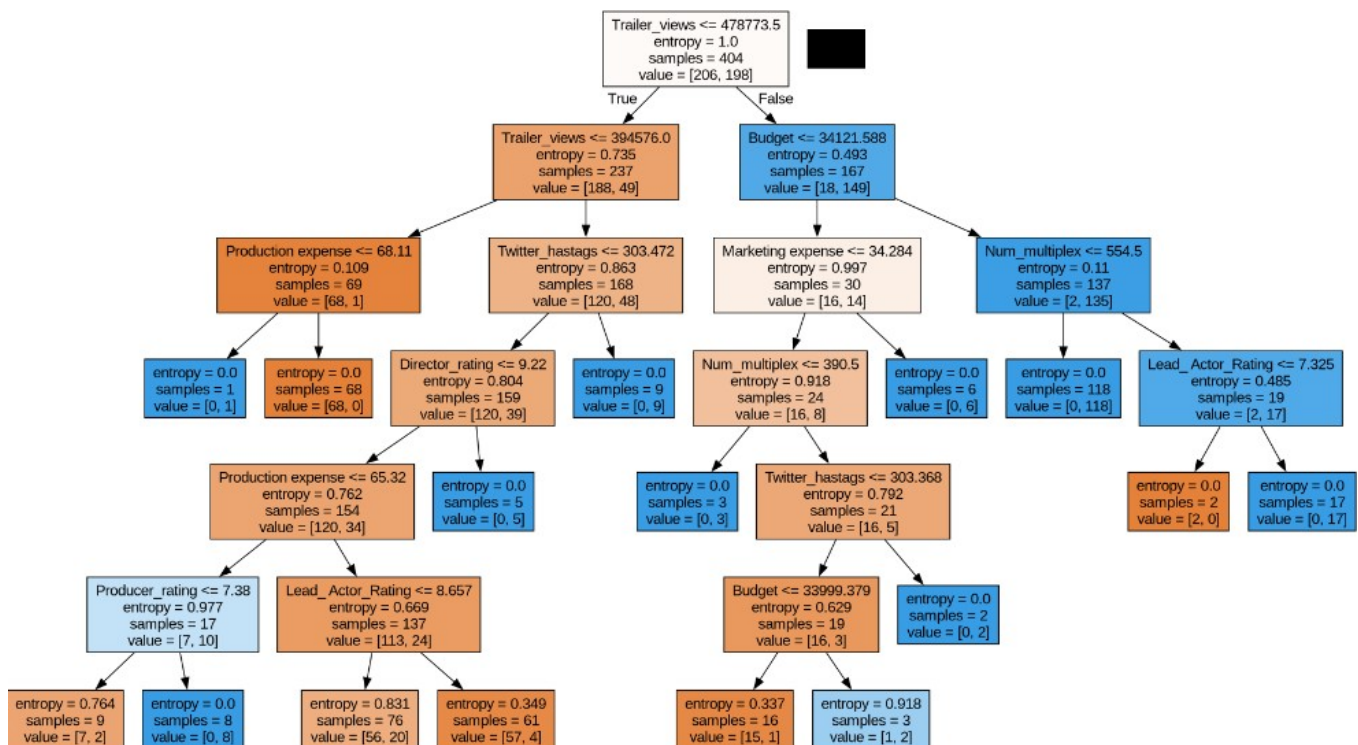 Trailer_views <= 478773.5
entropy = 1.0
samples = 404
value = [206, 198]
True
False
Trailer_views <= 394576.0
entropy = 0.735
samples = 237
value = [188, 49]
Budget <= 34121.588
entropy = 0.493
samples = 167
value = [18, 149]
Production expense <= 68.11
entropy = 0.109
samples = 69
value = [68, 1]
Twitter_hastags <= 303.472
entropy = 0.863
samples = 168
value = [120, 48]
Marketing expense <= 34.284
entropy = 0.997
samples = 30
value = [16, 14]
Num_multiplex <= 554.5
entropy = 0.11
samples = 137
value = [2, 135]
entropy = 0.0
samples = 1
value = [0, 1]
entropy = 0.0
samples = 68
value = [68, 0]
Director_rating <= 9.22
entropy = 0.804
samples = 159
value = [120, 39]
entropy = 0.0
samples = 9
value = [0, 9]
Num_multiplex <= 390.5
entropy = 0.918
samples = 24
value = [16, 8]
entropy = 0.0
samples = 6
value = [0, 6]
entropy = 0.0
samples = 118
value = [0, 118]
Lead_ Actor_Rating <= 7.325
entropy = 0.485
samples = 19
value = [2, 17]
Production expense <= 65.32
entropy = 0.762
samples = 154
value = [120, 34]
entropy = 0.0
samples = 5
value = [0, 5]
entropy = 0.0
samples = 3
value = [0, 3]
Twitter_hastags <= 303.368
entropy = 0.792
samples = 21
value = [16, 5]
entropy = 0.0
samples = 2
value = [2, 0]
entropy = 0.0
samples = 17
value = [0, 17]
Producer_rating <= 7.38
entropy = 0.977
samples = 17
value = [7, 10]
Lead_ Actor_Rating <= 8.657
entropy = 0.669
samples = 137
value = [113, 24]
Budget <= 33999.379
entropy = 0.629
samples = 19
value = [16, 3]
entropy = 0.0
samples = 2
value = [0, 2]
entropy = 0.764
samples = 9
value = [7, 2]
entropy = 0.0
samples = 8
value = [0, 8]
entropy = 0.831
samples = 76
value = [56, 20]
entropy = 0.349
samples = 61
value = [57, 4]
entropy = 0.337
samples = 16
value = [15, 1]
entropy = 0.918
samples = 3
value = [1, 2]